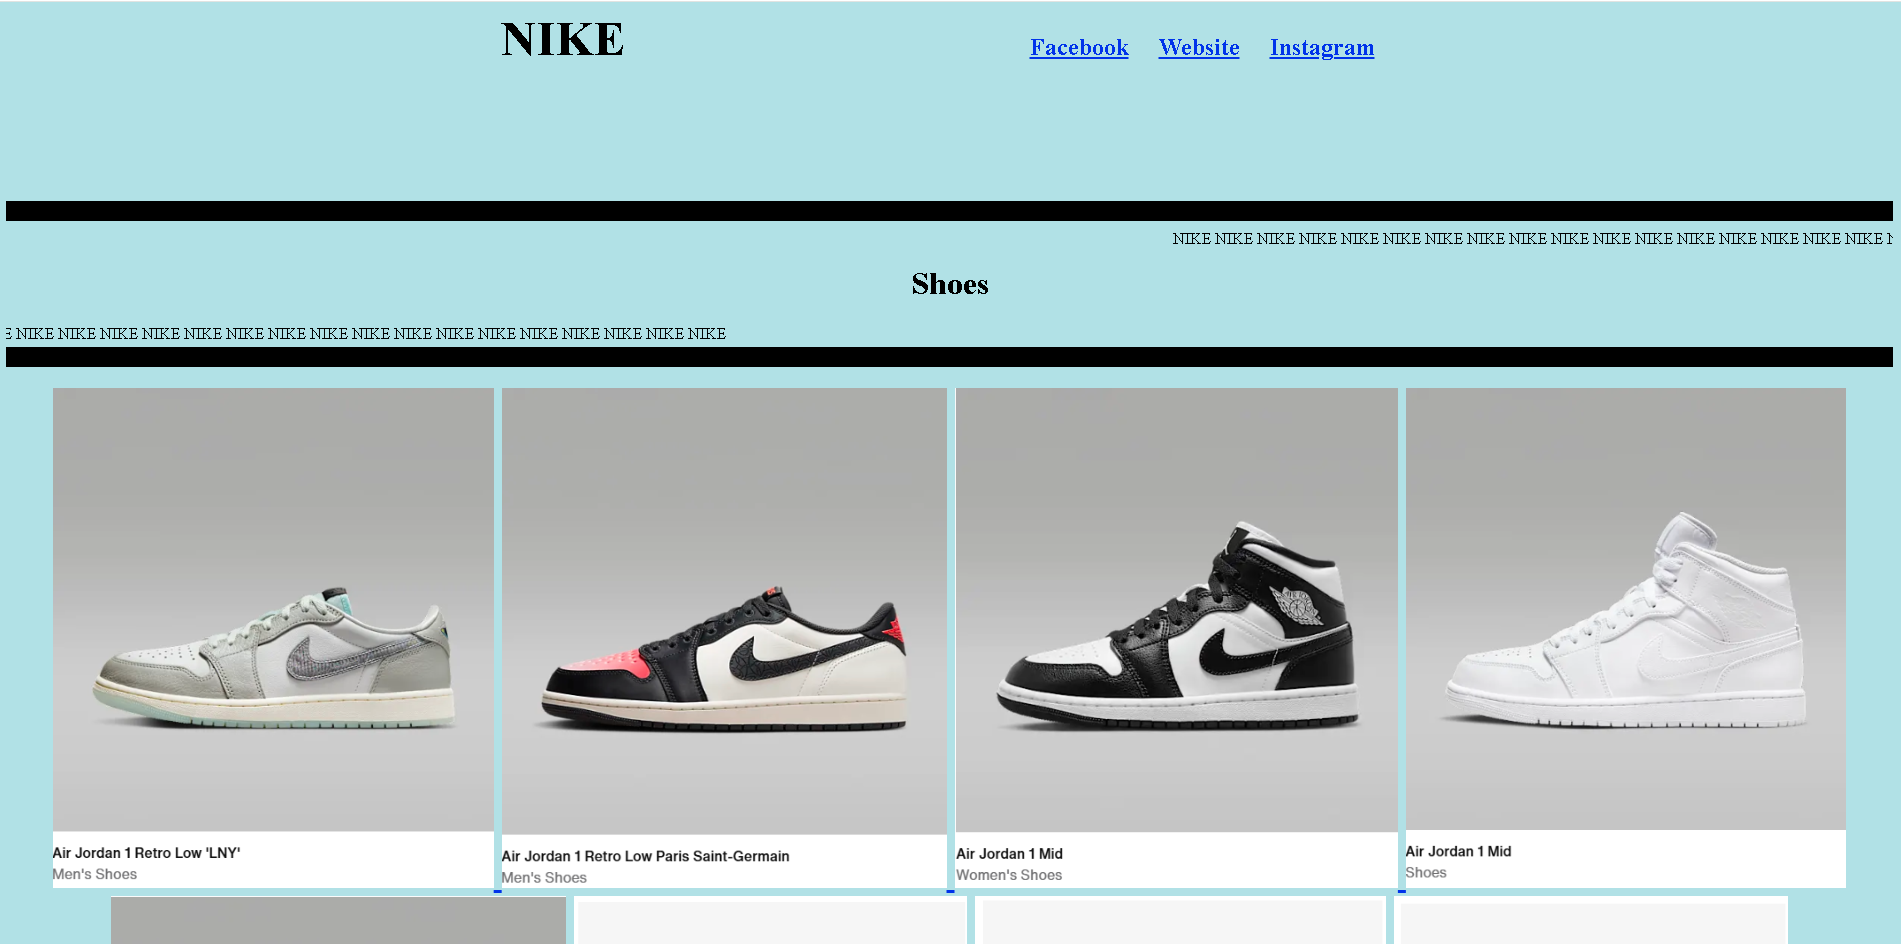 NIKE
Facebook Website Instagram
NIKE NIKE NIKE NIKE NIKE NIKE NIKE NIKE NIKE NIKE NIKE NIKE NIKE NIKE NIKE NIKE NIKE
Shoes
NIKE NIKE NIKE NIKE NIKE NIKE NIKE NIKE NIKE NIKE NIKE NIKE NIKE NIKE NIKE NIKE NIKE
Air Jordan 1 Retro Low 'LNY'
Men's Shoes
Air Jordan 1 Retro Low Paris Saint-Germain
Men's Shoes
Air Jordan 1 Mid
Women's Shoes
Air Jordan 1 Mid
Shoes